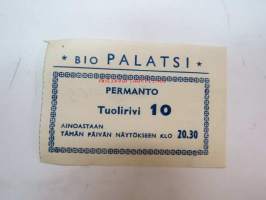 * BIO PALATSI *
PERMANTO
Tuolirivi 10
AINOASTAAN
TÄMÄN PÄIVÄN NÄYTÖKSEEN KLO 20.30